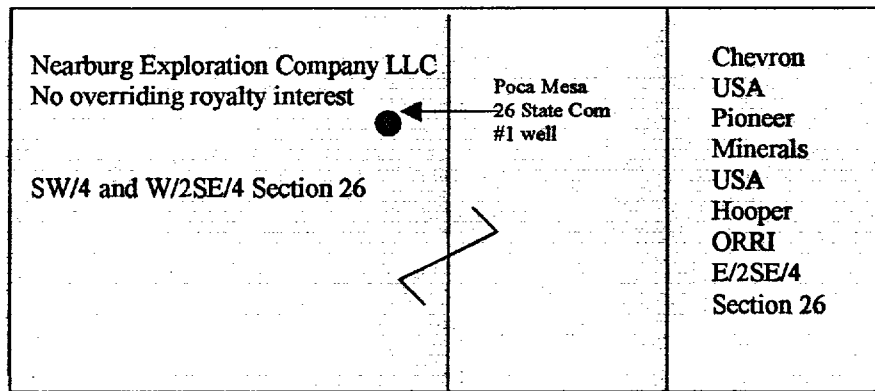 Nearburg Exploration Company LLC
No overriding royalty interest
Poca Mesa
26 State Com
#1 well
SW/4 and W/2SE/4 Section 26
Chevron
USA
Pioneer
Minerals
USA
Hooper
ORRI
E/2SE/4
Section 26